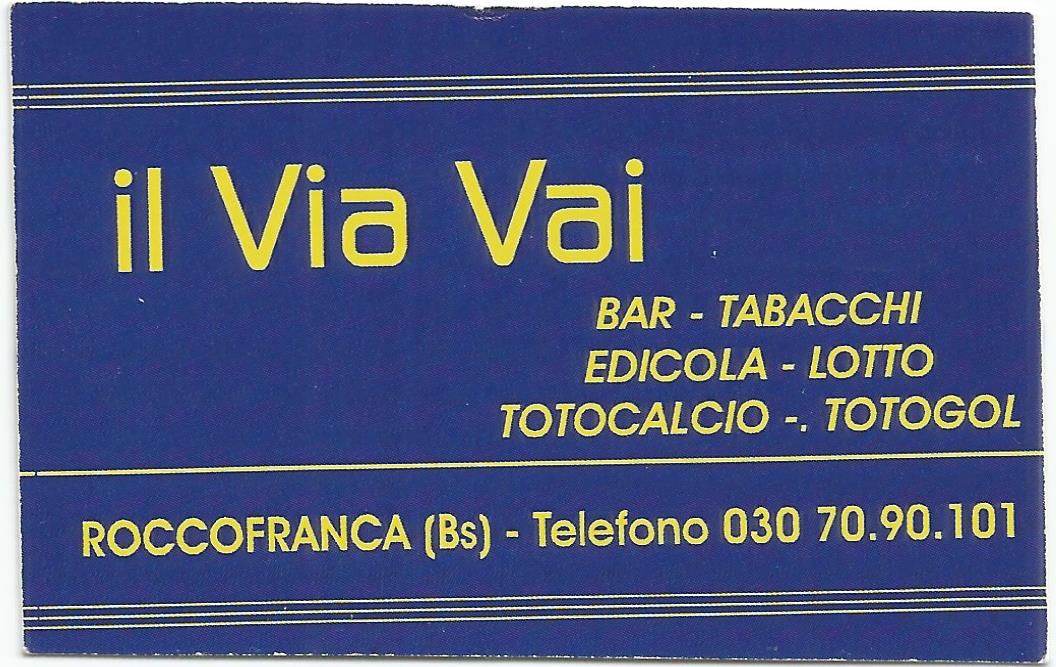 il Via Vai
BAR - TABACCHI
EDICOLA - LOTTO
TOTOCALCIO -. TOTOGOL
ROCCOFRANCA (Bs) - Telefono 030 70.90.101